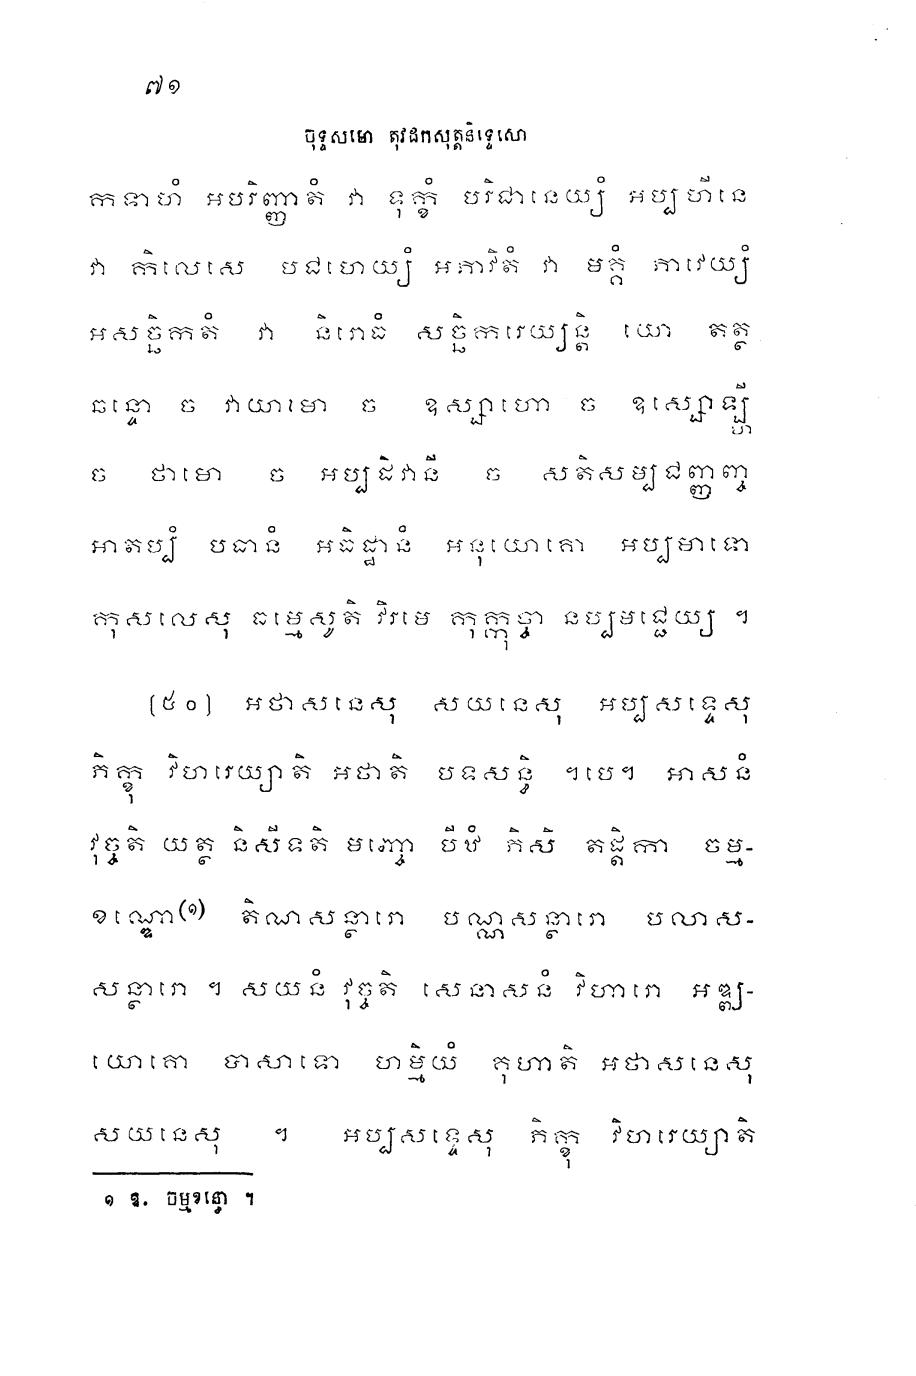 ៧១
ចុទ្ទសមោ តុវដកសុត្តនិទ្ទេសោ
កទាហំ អបរិញ្ញាតំ វា ទុក្ខំ បរិជានេយ្យំ អប្បហីនេ
វា កិលេសេ បជហេយ្យំ អភាវិតំ វា មគ្គំ ភាវេយ្យំ
អសច្ឆិកតំ វា និរោធំ សច្ឆិករេយ្យន្តិ យោ តត្ថ
ឆន្ទោ ច វាយាមោ ច ឧស្សាហោ ច ឧស្សោឡ្ហី
ច ថាមោ ច អប្បដិវានី ច សតិសម្បជញ្ញញ្ច
អាតប្បំ បធានំ អធិដ្ឋានំ អនុយោគោ អប្បមាទោ
កុសលេសុ ធម្មេសូតិ វិរមេ កុក្កុច្ចា នប្បមជ្ជេយ្យ ។
(៥០) អថាសនេសុ សយនេសុ អប្បសទ្ទេសុ
ភិក្ខុ វិហរេយ្យាតិ អថាតិ បទសន្ធិ ។បេ។ អាសនំ
វុច្ចតិ យត្ថ និសីទតិ មញ្ចោ បីឋំ ភិសិ តដ្តិកា ចម្ម-
ខណ្ឌោ(១) តិណសន្ថារោ បណ្ណសន្ថារោ បលាស-
សន្ថារោ ។ សយនំ វុច្ចតិ សេនាសនំ វិហារោ អឌ្ឍ-
យោគោ បាសាទោ ហម្មិយំ គុហាតិ អថាសនេសុ
សយនេសុ ។ អប្បសទ្ទេសុ ភិក្ខុ វិហរេយ្យាតិ
១ ឧ. ចម្មខន្ធោ ។